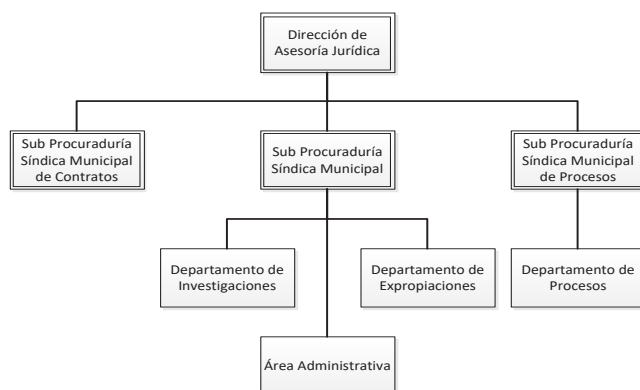 Dirección de
Asesoría Jurídica
Sub Procuraduría
Síndica Municipal
de Contratos
Sub Procuraduría
Síndica Municipal
Sub Procuraduría
Síndica Municipal
de Procesos
Departamento de
Investigaciones
Departamento de
Expropiaciones
Departamento de
Procesos
Área Administrativa